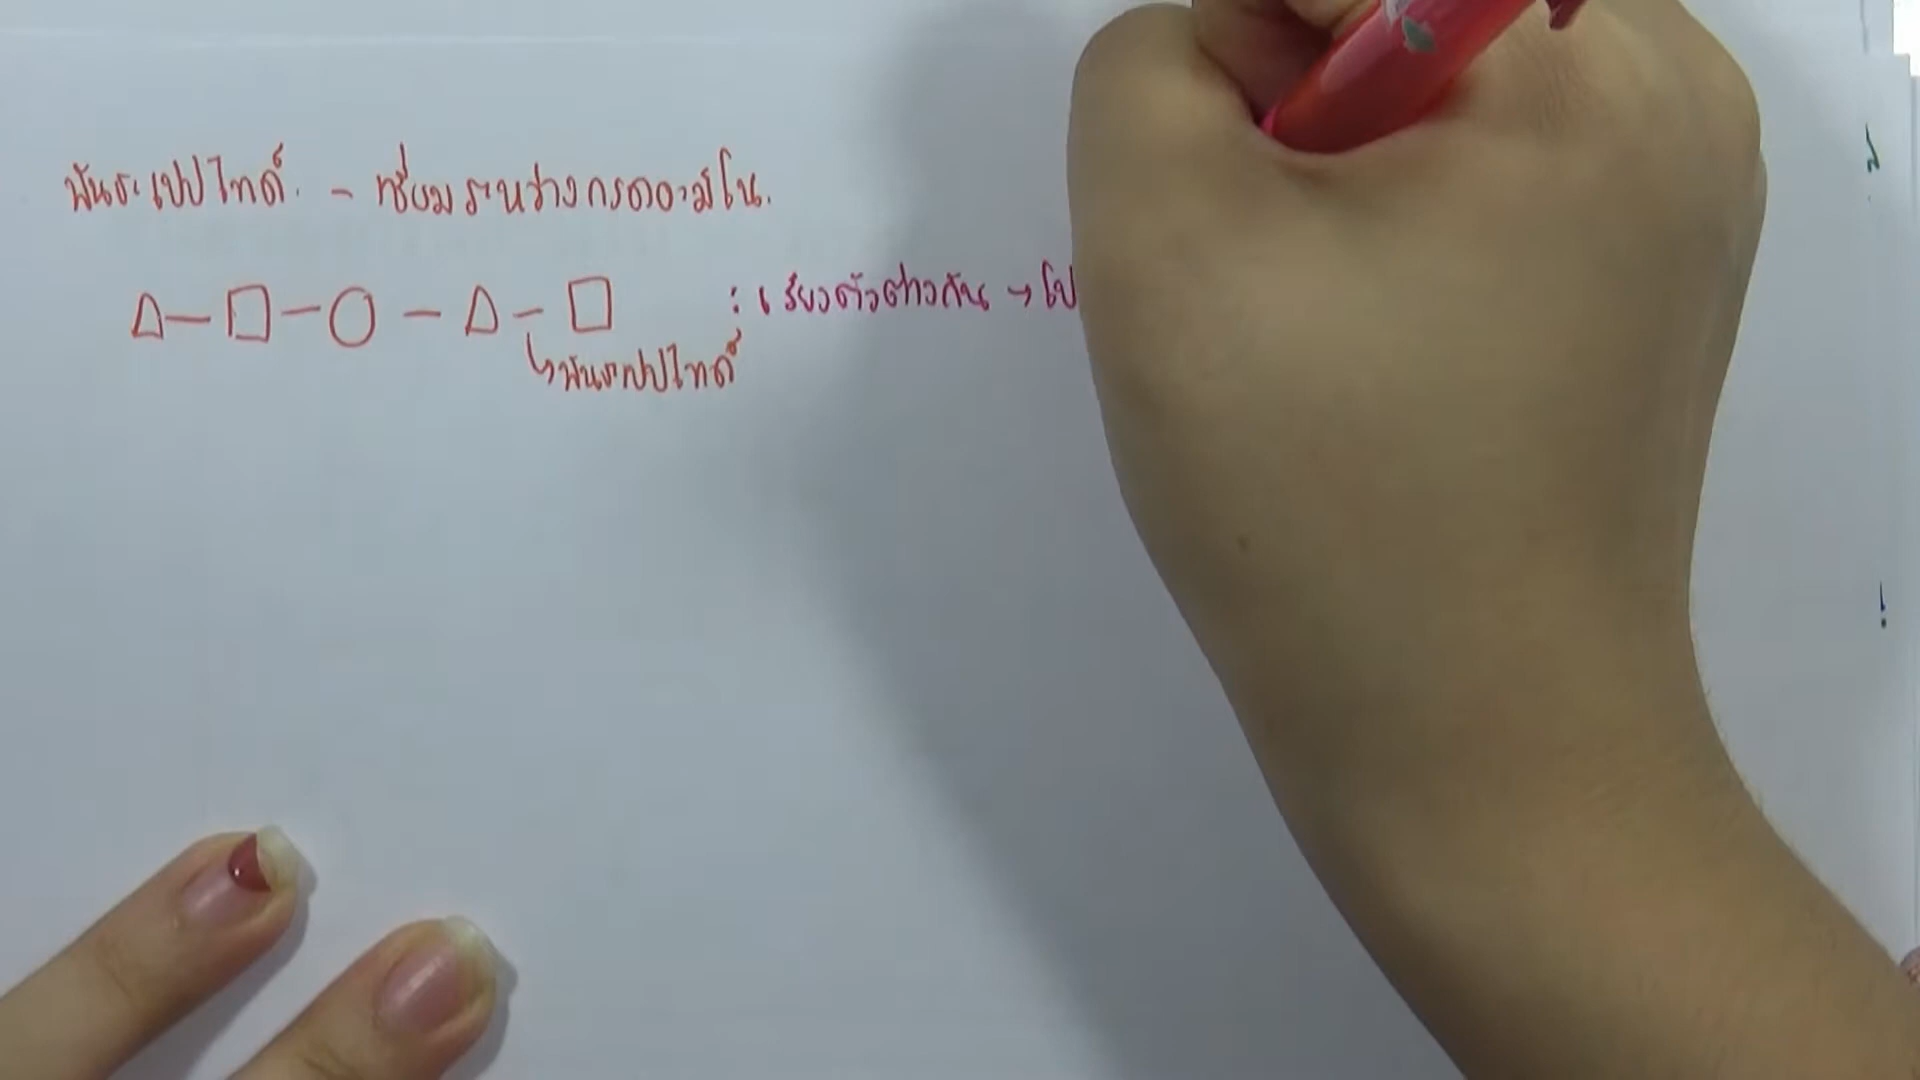 พันธะเปปไทด์. - เชื่อมระหว่างกรดอะมิโน.
: เรียงตัวต่างกัน → โป
↳ พันธะเปปไทด์